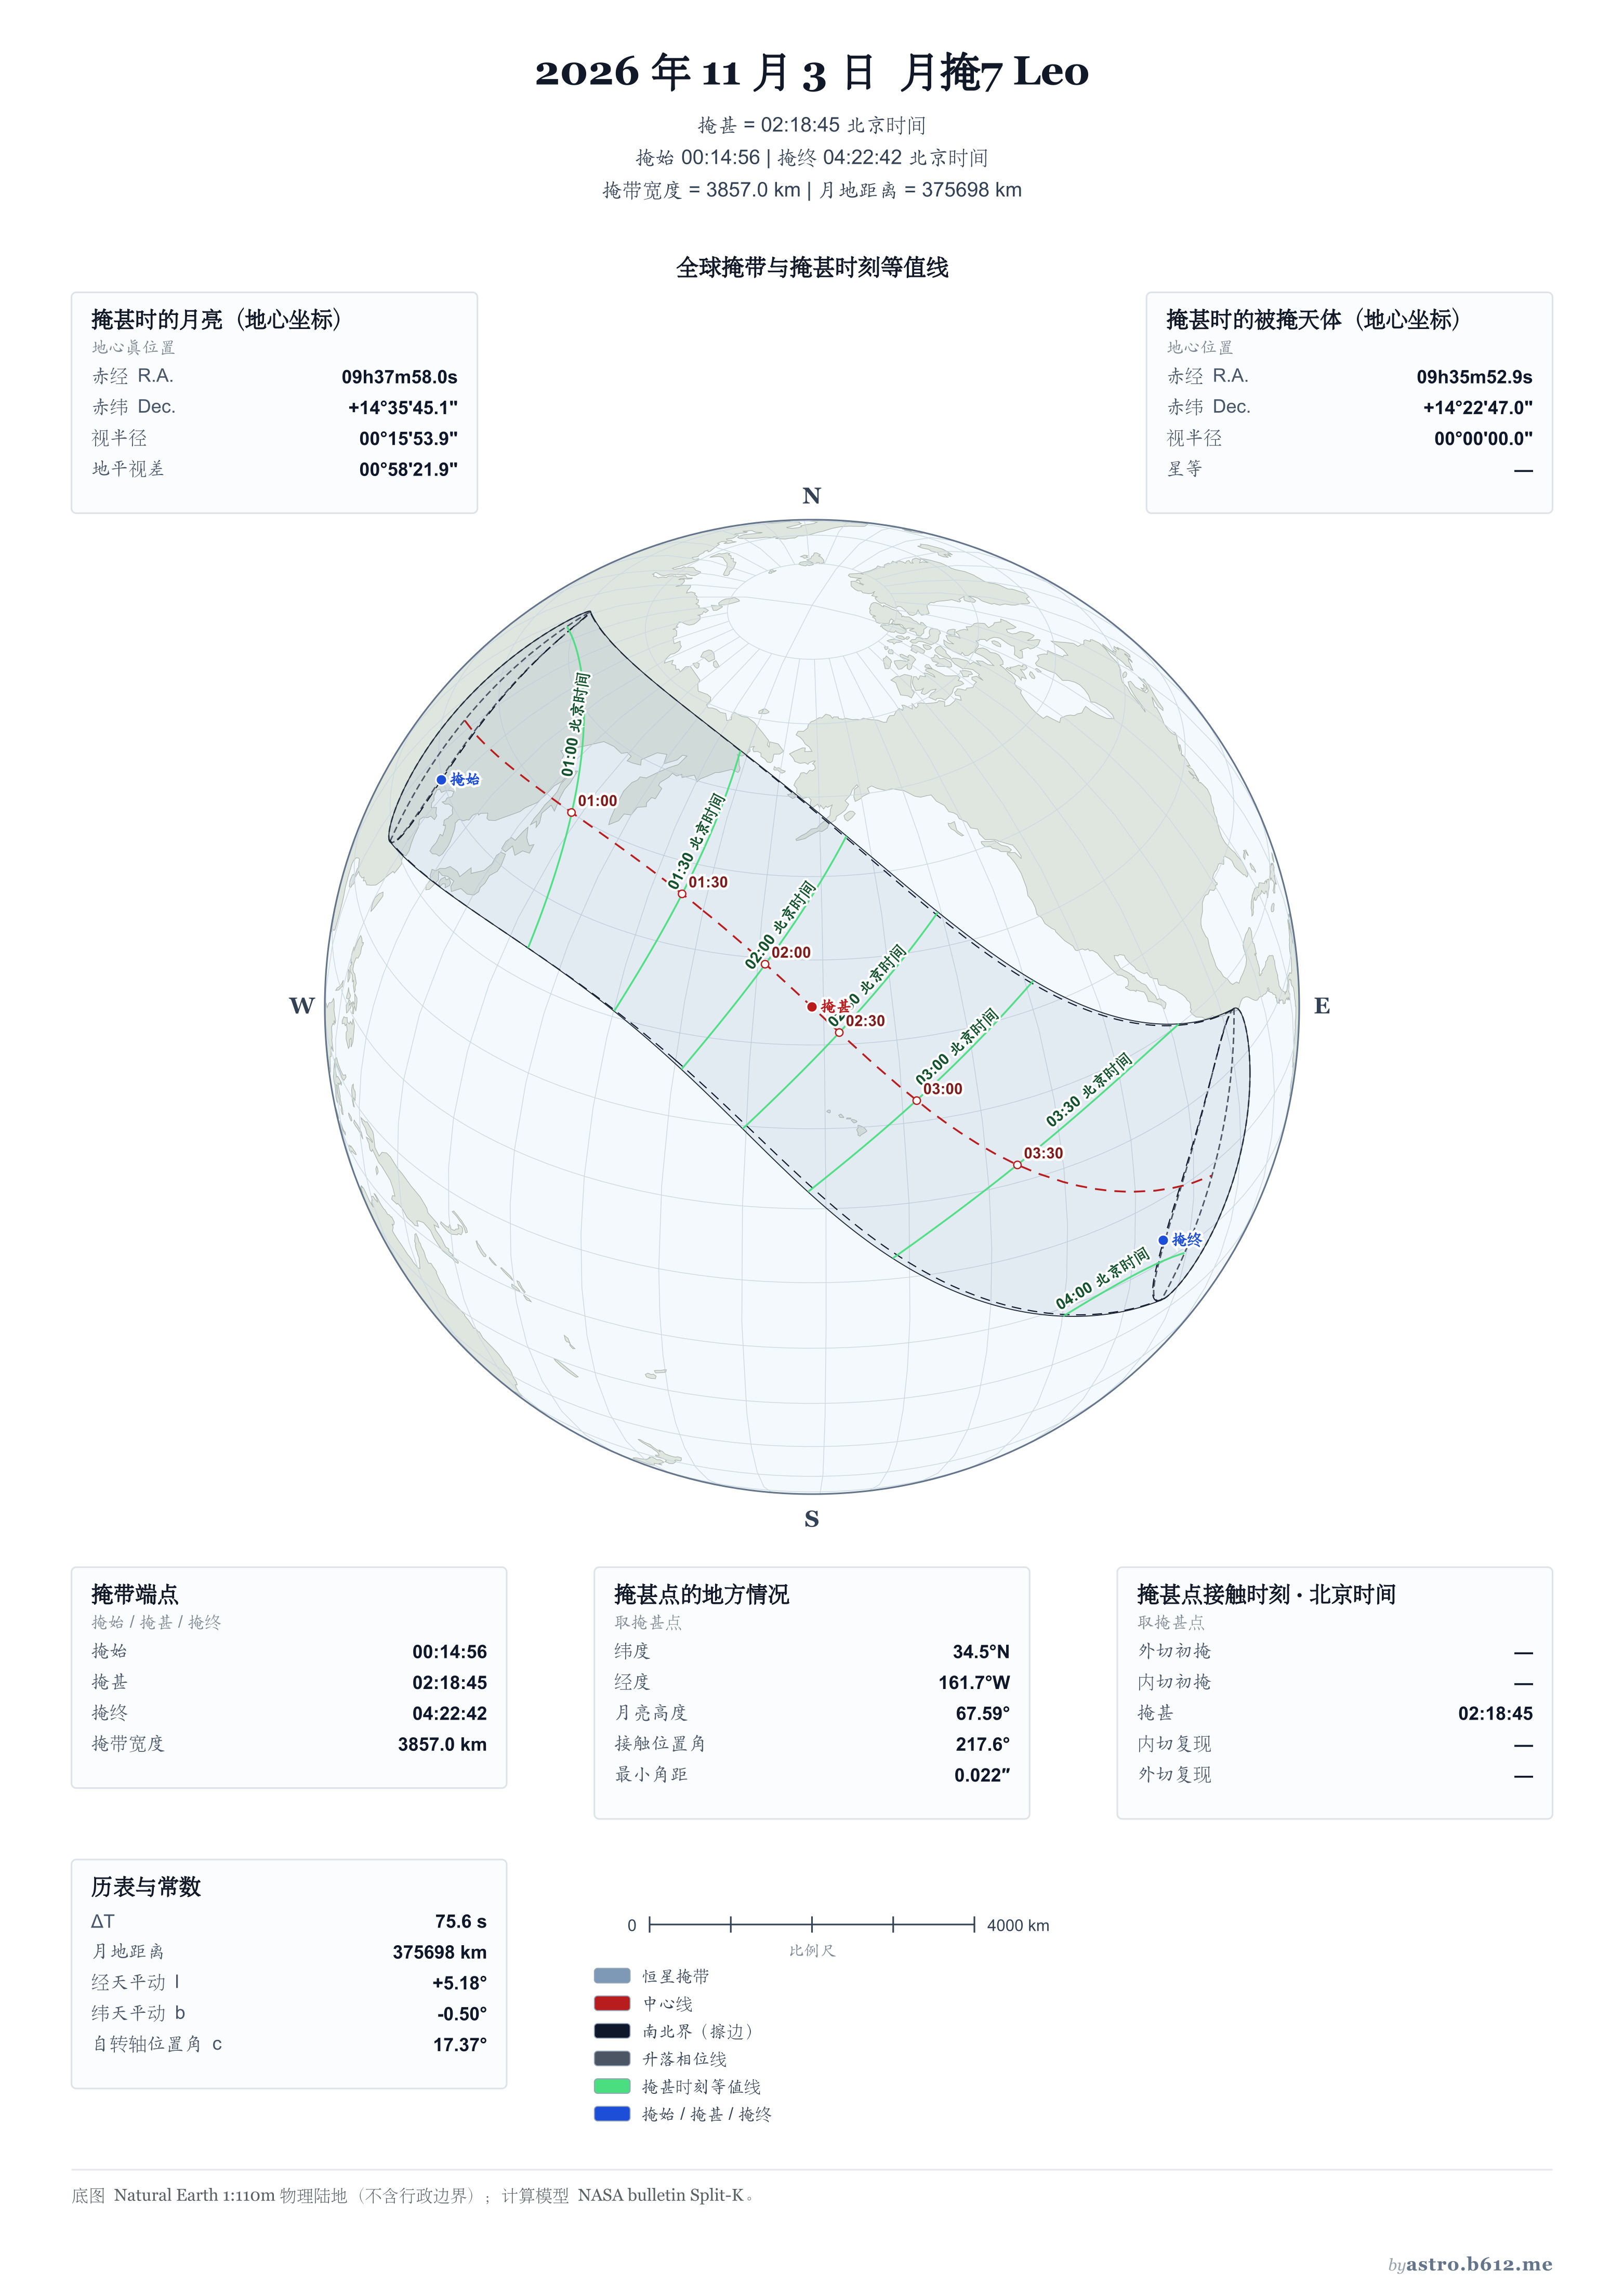 2026 年 11 月 3 日 月掩7 Leo
掩甚 = 02:18:45 北京时间
掩始 00:14:56 | 掩终 04:22:42 北京时间
掩带宽度 = 3857.0 km | 月地距离 = 375698 km
全球掩带与掩甚时刻等值线
掩甚时的月亮（地心坐标）
地心真位置
赤经 R.A. 09h37m58.0s
赤纬 Dec. +14°35'45.1"
视半径 00°15'53.9"
地平视差 00°58'21.9"
掩甚时的被掩天体（地心坐标）
地心位置
赤经 R.A. 09h35m52.9s
赤纬 Dec. +14°22'47.0"
视半径 00°00'00.0"
星等 —
N
W
E
S
掩始
01:00 北京时间
01:00
01:30 北京时间
01:30
02:00 北京时间
02:00
掩甚
北京时间
02:30
03:00 北京时间
03:00
03:30 北京时间
03:30
掩终
04:00 北京时间
掩带端点
掩始 / 掩甚 / 掩终
掩始 00:14:56
掩甚 02:18:45
掩终 04:22:42
掩带宽度 3857.0 km
掩甚点的地方情况
取掩甚点
纬度 34.5°N
经度 161.7°W
月亮高度 67.59°
接触位置角 217.6°
最小角距 0.022″
掩甚点接触时刻 · 北京时间
取掩甚点
外切初掩 —
内切初掩 —
掩甚 02:18:45
内切复现 —
外切复现 —
历表与常数
ΔT 75.6 s
月地距离 375698 km
经天平动 l +5.18°
纬天平动 b -0.50°
自转轴位置角 c 17.37°
0 4000 km
比例尺
恒星掩带
中心线
南北界（擦边）
升落相位线
掩甚时刻等值线
掩始 / 掩甚 / 掩终
底图 Natural Earth 1:110m 物理陆地（不含行政边界）；计算模型 NASA bulletin Split-K。
byastro.b612.me